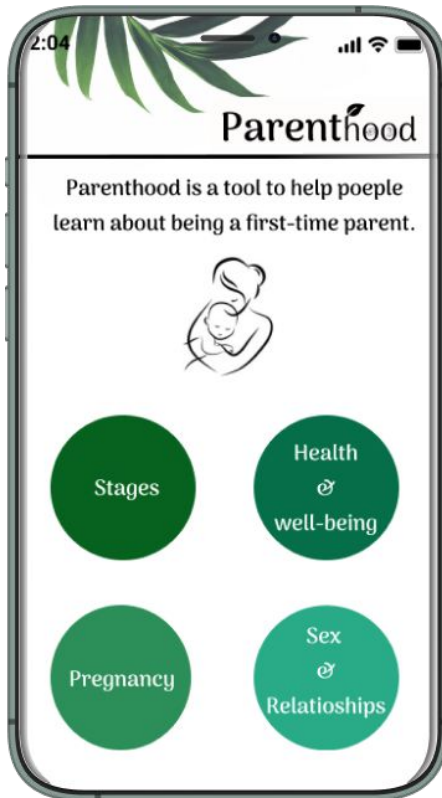 2:04
Parenthood
Parenthood is a tool to help poeple
learn about being a first-time parent.
Stages
Health
&
well-being
Pregnancy
Sex
&
Relatioships